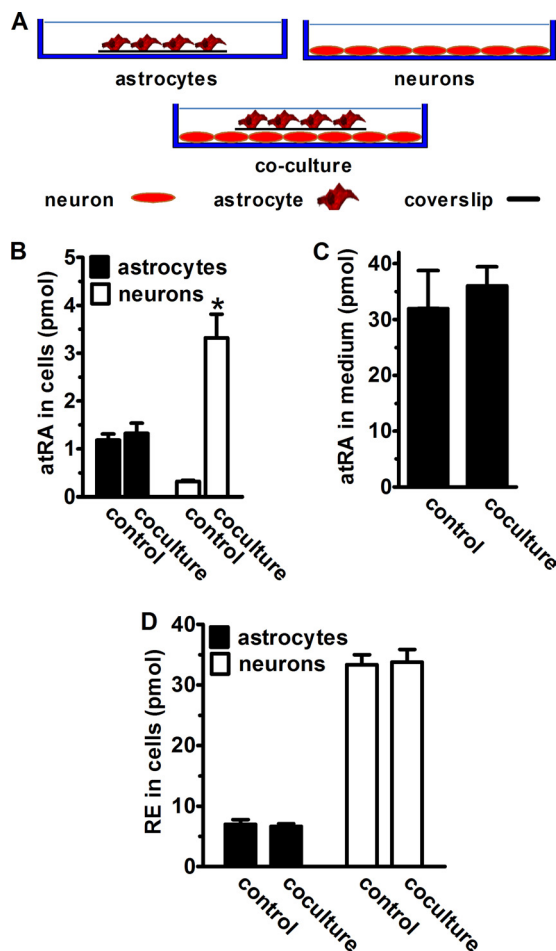 A
astrocytes
neurons
co-culture
neuron
astrocyte
coverslip
B
astrocytes
neurons
*
atRA in cells (pmol)
5
4
3
2
1
0
control
coculture
control
coculture
C
atRA in medium (pmol)
40
30
20
10
0
control
coculture
D
astrocytes
neurons
RE in cells (pmol)
40
30
20
10
0
control
coculture
control
coculture